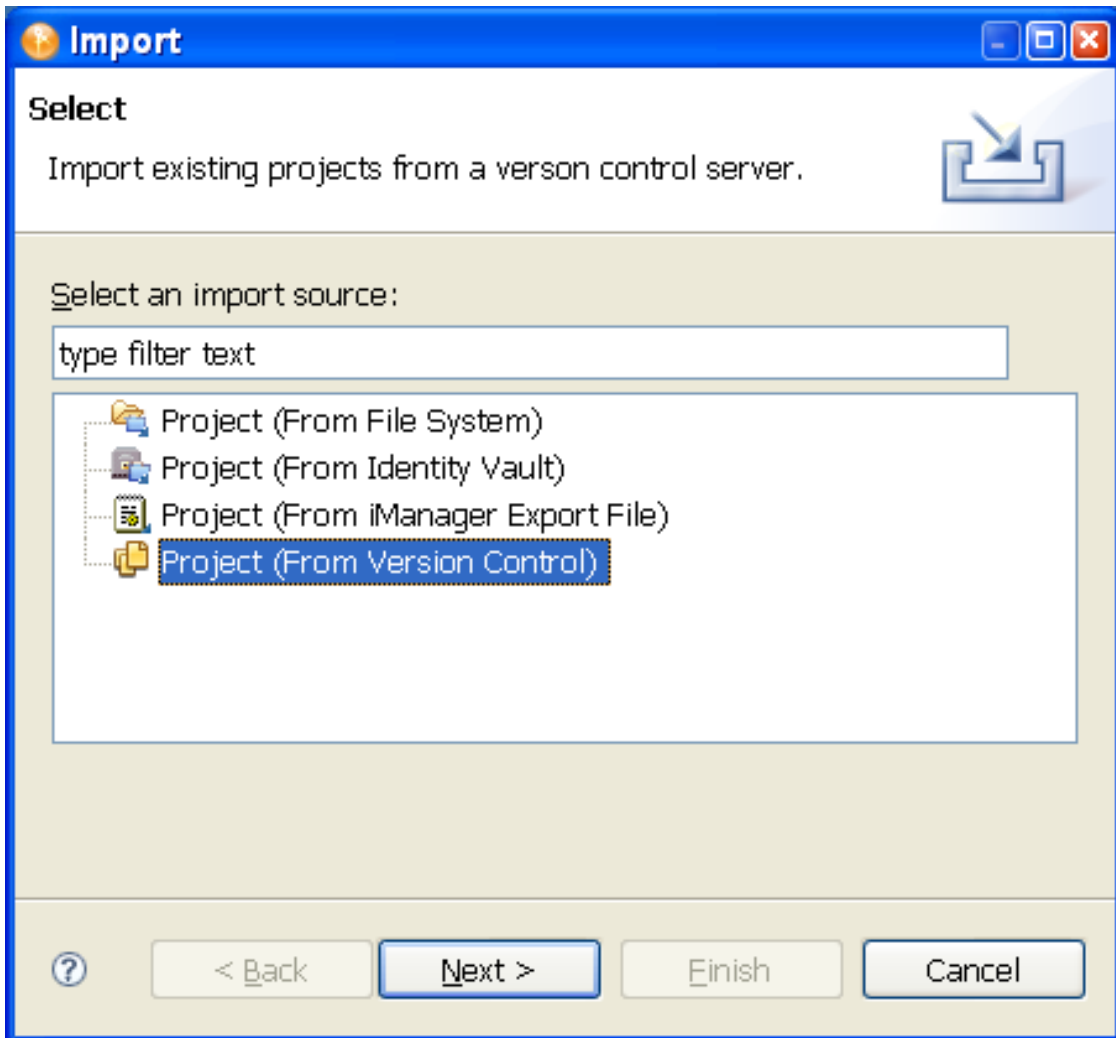 Import
Select
Import existing projects from a verson control server.
Select an import source:
type filter text
Project (From File System)
Project (From Identity Vault)
Project (From iManager Export File)
Project (From Version Control)
?
< Back
Next >
Finish
Cancel